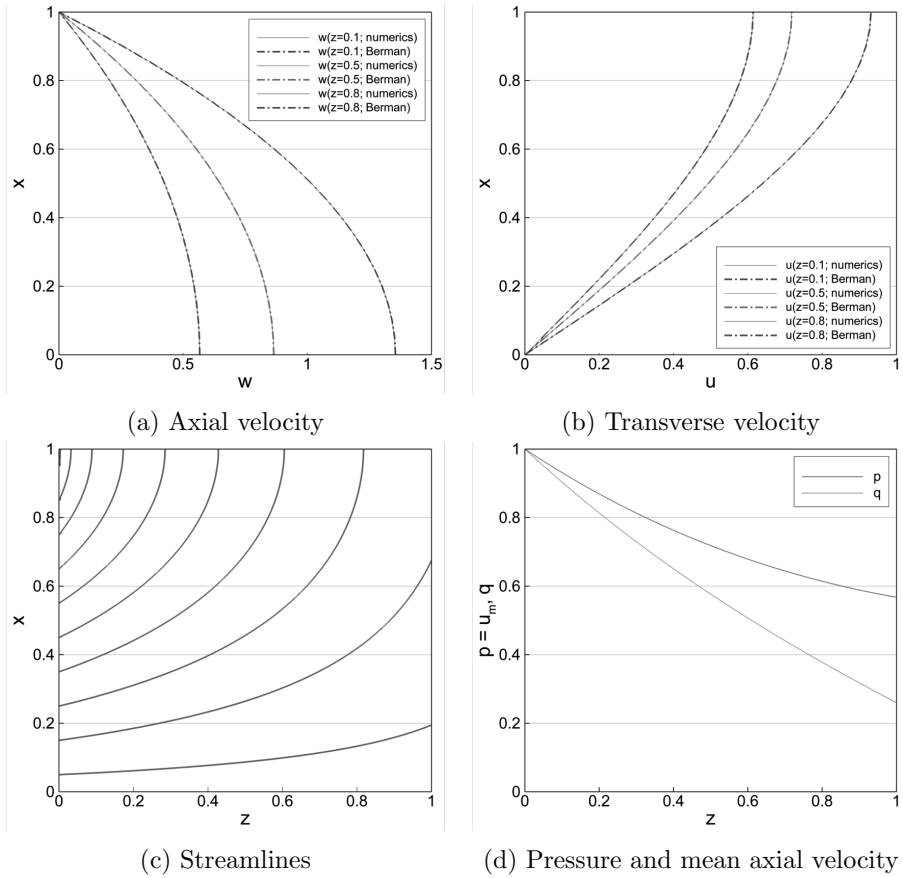 1
0.8
0.6
0.4
0.2
0
x
w(z=0.1; numerics)
w(z=0.1; Berman)
w(z=0.5; numerics)
w(z=0.5; Berman)
w(z=0.8; numerics)
w(z=0.8; Berman)
0.5
1
1.5
w
(a) Axial velocity
1
0.8
0.6
0.4
0.2
0
x
u(z=0.1; numerics)
u(z=0.1; Berman)
u(z=0.5; numerics)
u(z=0.5; Berman)
u(z=0.8; numerics)
u(z=0.8; Berman)
0 0.2 0.4 0.6 0.8 1
u
(b) Transverse velocity
1
0.8
0.6
0.4
0.2
0
x
0 0.2 0.4 0.6 0.8 1
z
(c) Streamlines
1
0.8
0.6
0.4
0.2
0
p = u_m, q
p
q
0 0.2 0.4 0.6 0.8 1
z
(d) Pressure and mean axial velocity